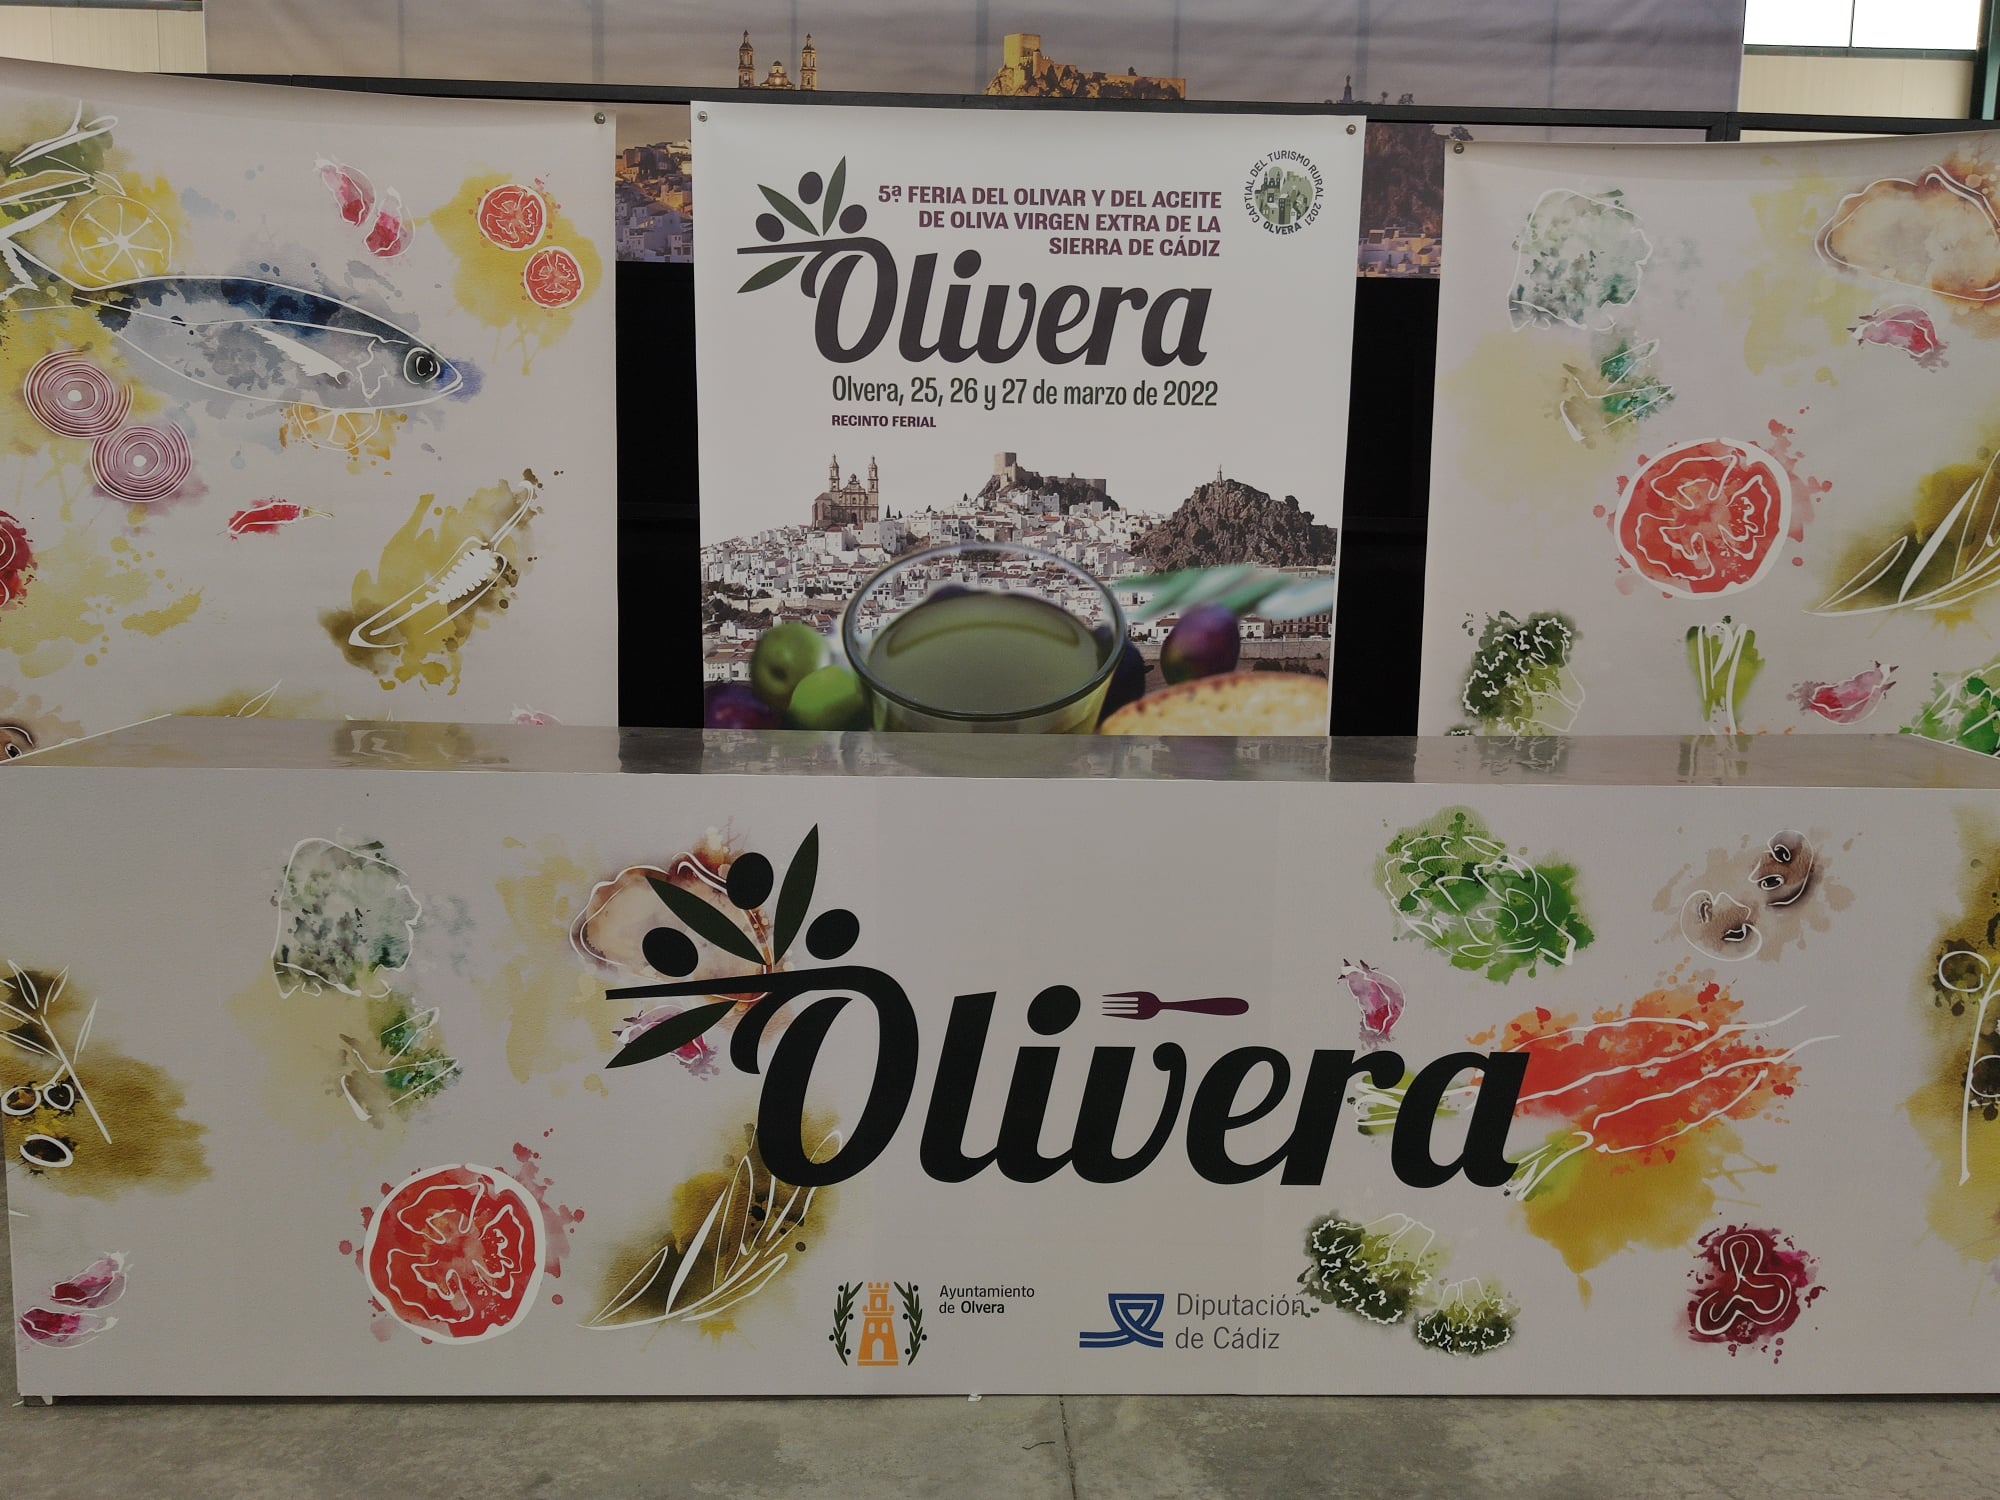 5ª FERIA DEL OLIVAR Y DEL ACEITE
DE OLIVA VIRGEN EXTRA DE LA
SIERRA DE CÁDIZ
CAPTIAL DEL TURISMO RURAL 2021
OLVERA
Olivera
Olvera, 25, 26 y 27 de marzo de 2022
RECINTO FERIAL
Olivera
Ayuntamiento
de Olvera
Diputación
de Cádiz